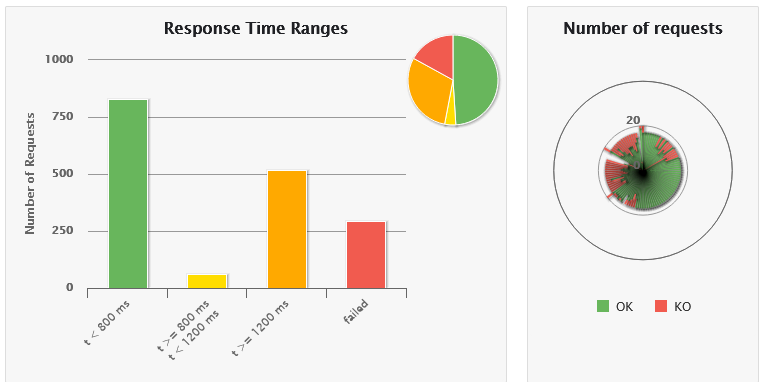 Response Time Ranges
Number of Requests
1000
750
500
250
0
t < 800 ms
t >= 800 ms
t < 1200 ms
t >= 1200 ms
failed
Number of requests
20
0
OK
KO